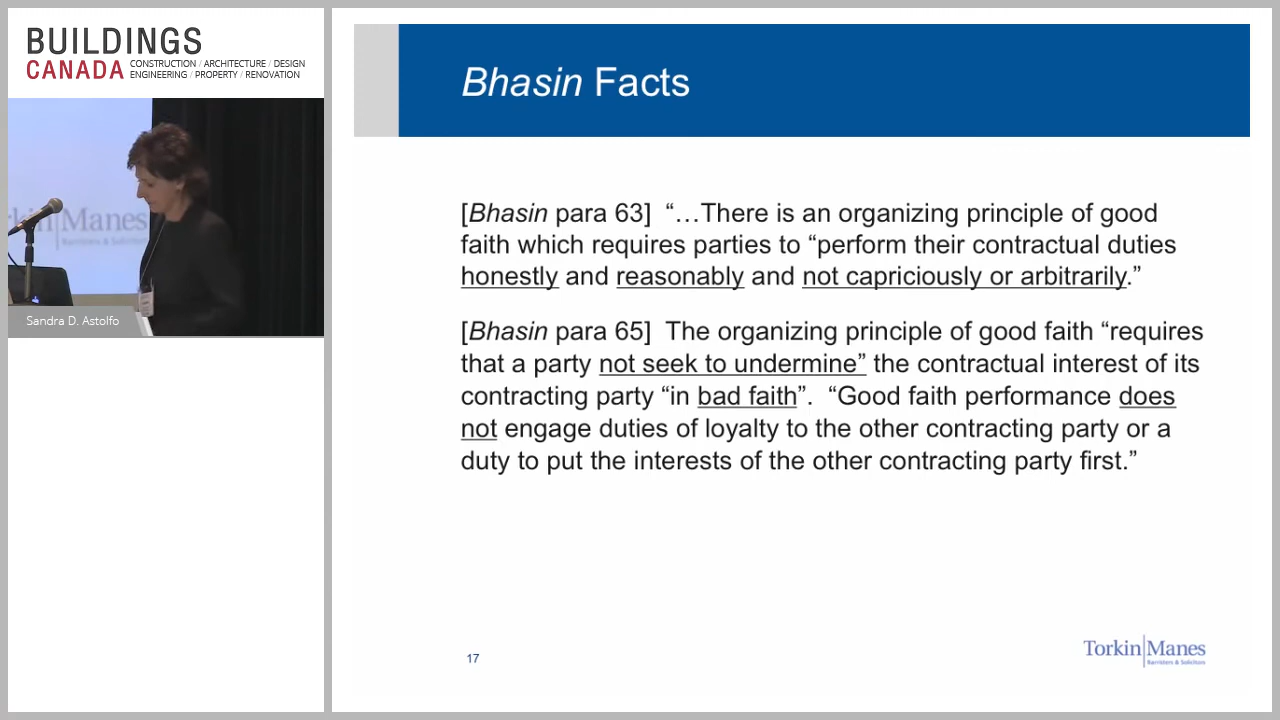 BUILDINGS
CANADA
CONSTRUCTION / ARCHITECTURE / DESIGN
ENGINEERING / PROPERTY / RENOVATION
Manes
Sandra D. Astolfo
Bhasin Facts
[Bhasin para 63]  “…There is an organizing principle of good
faith which requires parties to “perform their contractual duties
honestly and reasonably and not capriciously or arbitrarily.”
[Bhasin para 65]  The organizing principle of good faith “requires
that a party not seek to undermine” the contractual interest of its
contracting party “in bad faith”.  “Good faith performance does
not engage duties of loyalty to the other contracting party or a
duty to put the interests of the other contracting party first.”
17
Torkin Manes
Barristers & Solicitors